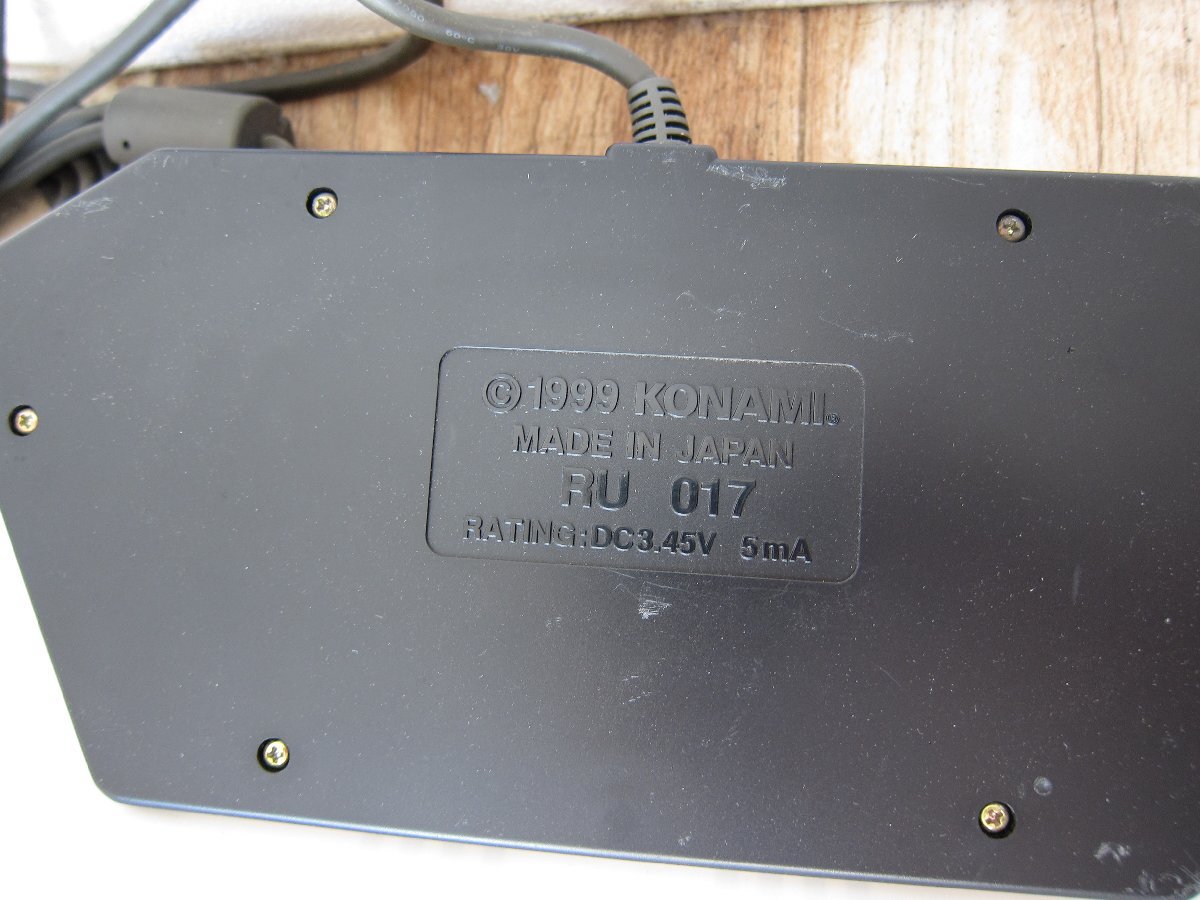 ©1999 KONAMI®
MADE IN JAPAN
RU 017
RATING:DC3.45V 5mA